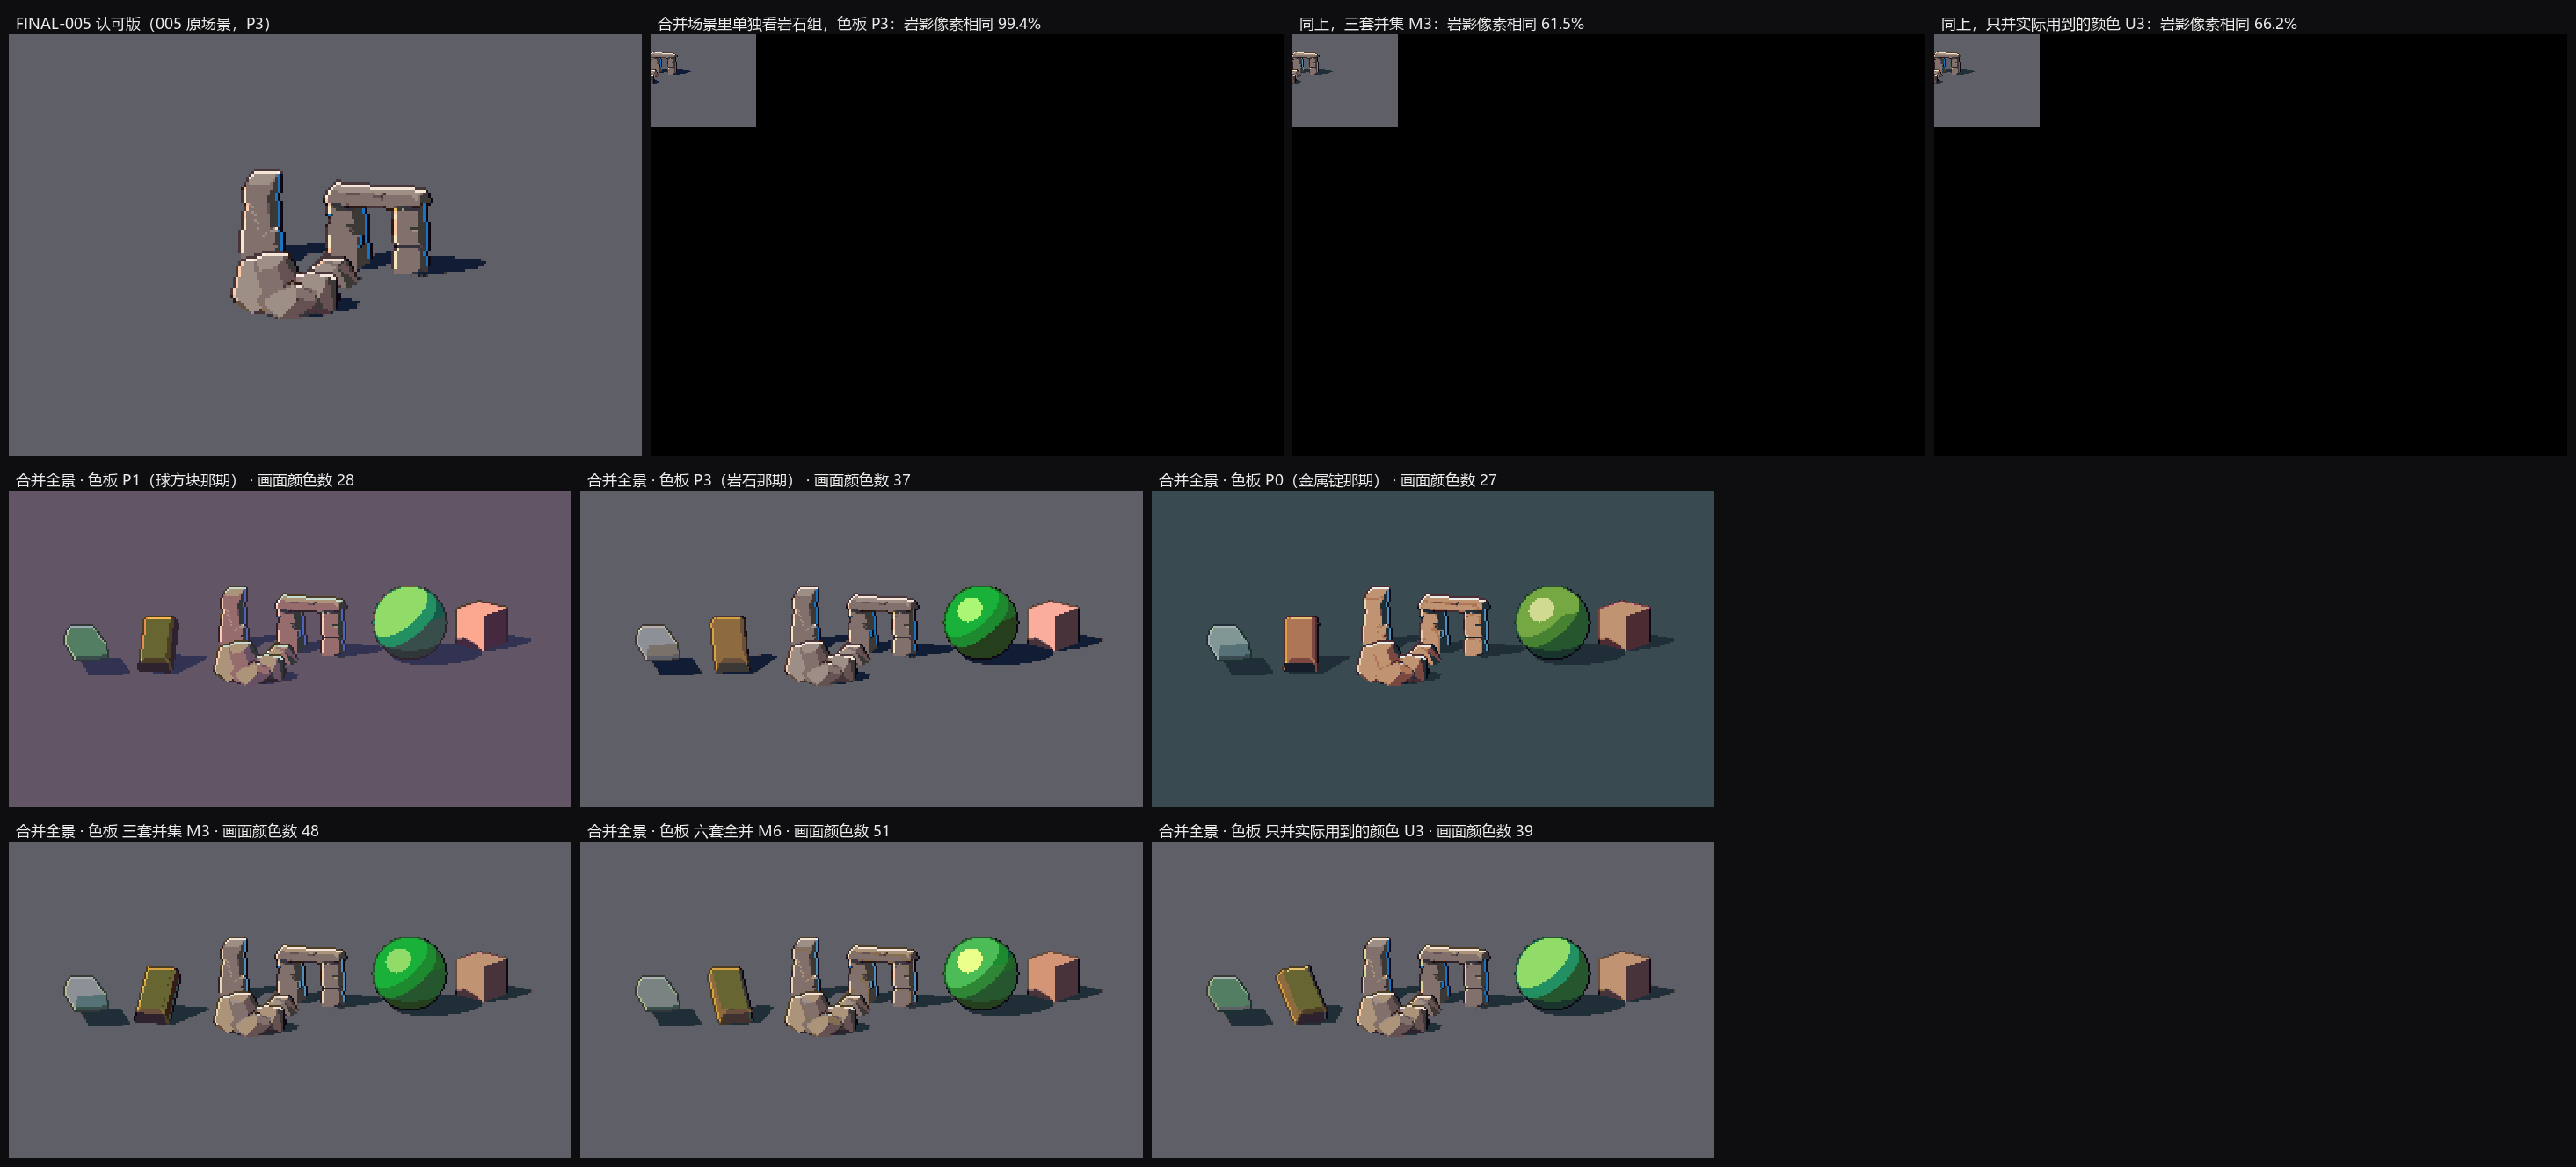 FINAL-005 认可版（005 原场景，P3）
合并场景里单独看岩石组，色板 P3：岩影像素相同 99.4%
同上，三套并集 M3：岩影像素相同 61.5%
同上，只并实际用到的颜色 U3：岩影像素相同 66.2%
合并全景 · 色板 P1（球方块那期） · 画面颜色数 28
合并全景 · 色板 P3（岩石那期） · 画面颜色数 37
合并全景 · 色板 P0（金属锭那期） · 画面颜色数 27
合并全景 · 色板 三套并集 M3 · 画面颜色数 48
合并全景 · 色板 六套全并 M6 · 画面颜色数 51
合并全景 · 色板 只并实际用到的颜色 U3 · 画面颜色数 39